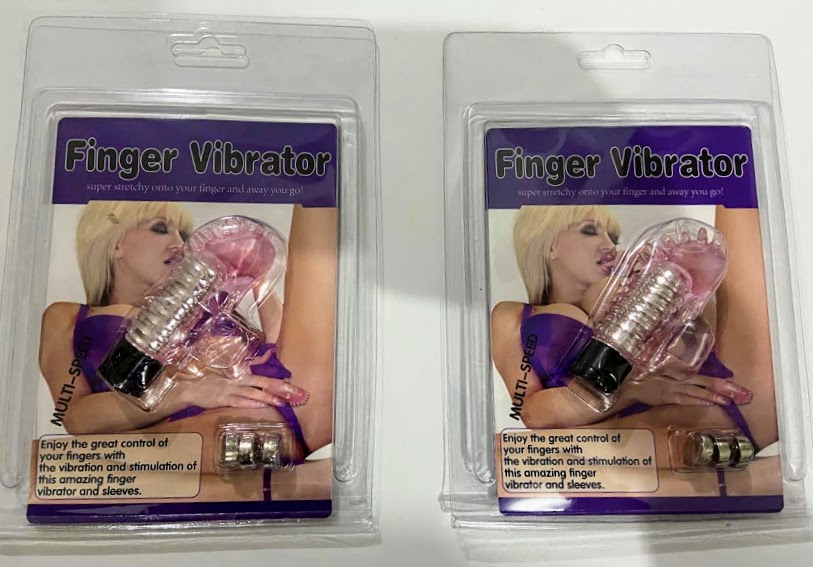 Finger Vibrator
super stretchy onto your finger and away you go!
MULTI-SPEED
Enjoy the great control of
your fingers with
the vibration and stimulation of
this amazing finger
vibrator and sleeves.
Finger Vibrator
super stretchy onto your finger and away you go!
MULTI-SPEED
Enjoy the great control of
your fingers with
the vibration and stimulation of
this amazing finger
vibrator and sleeves.